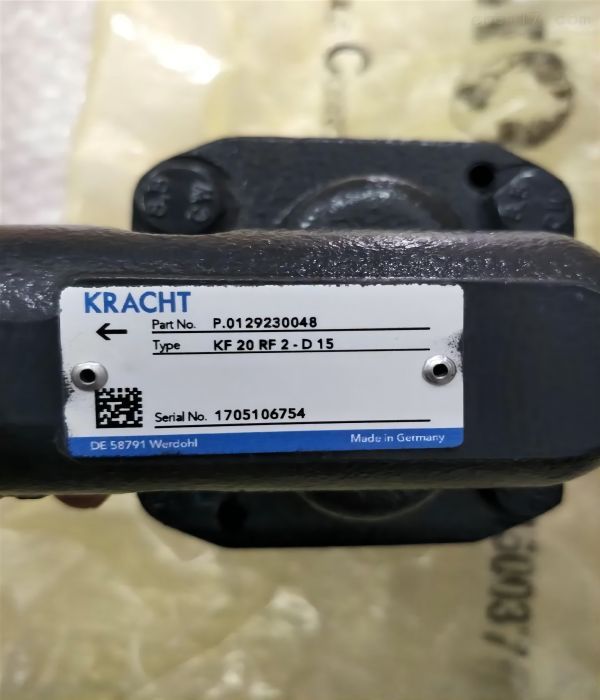 KRACHT
Part No. P.0129230048
Type KF 20 RF 2 - D 15
Serial No. 1705106754
DE 58791 Werdohl Made in Germany